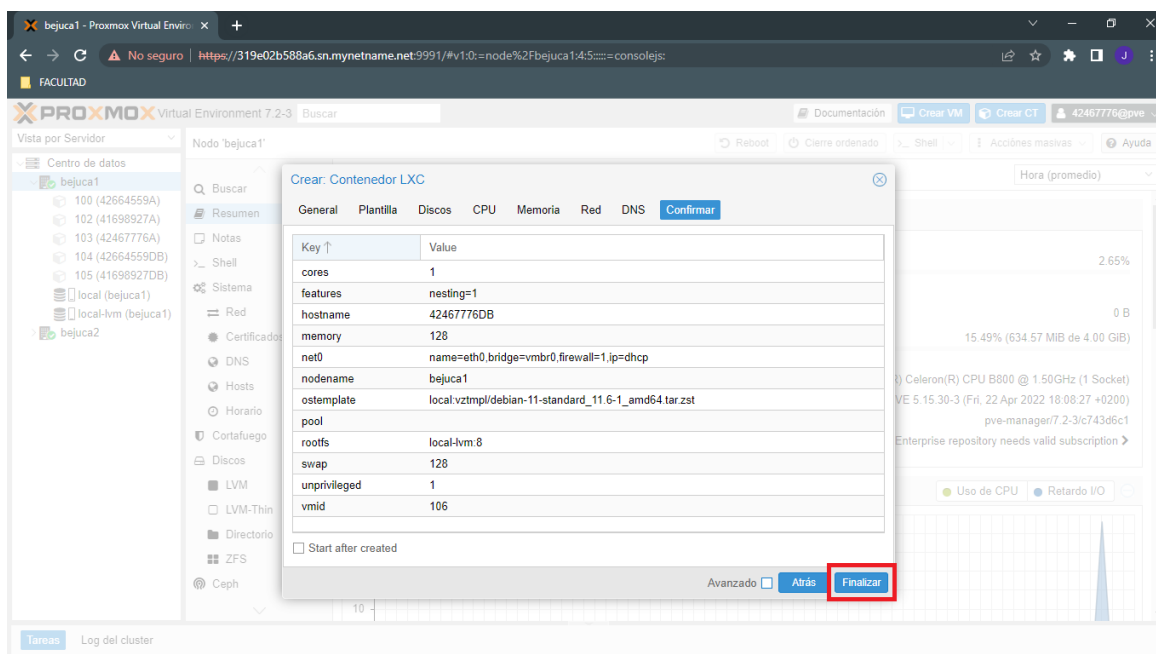 bejuca1 - Proxmox Virtual Enviro
No seguro | https://319e02b588a6.sn.mynetname.net:9991/#v1:0:=node%2Fbejuca1:4:5:::::=consolejs:
J
FACULTAD
PROXMOX Virtual Environment 7.2-3 Buscar Documentación Crear VM Crear CT 42467776@pve
Vista por Servidor Nodo 'bejuca1' Reboot Cierre ordenado >_ Shell Acciónes masivas Ayuda
Centro de datos
bejuca1
100 (42664559A)
102 (41698927A)
103 (42467776A)
104 (42664559DB)
105 (41698927DB)
local (bejuca1)
local-lvm (bejuca1)
bejuca2
Buscar
Resumen
Notas
>_ Shell
Sistema
Red
Certificados
DNS
Hosts
Horario
Cortafuego
Discos
LVM
LVM-Thin
Directorio
ZFS
Ceph
Crear: Contenedor LXC
General Plantilla Discos CPU Memoria Red DNS Confirmar
Key ↑ Value
cores 1
features nesting=1
hostname 42467776DB
memory 128
net0 name=eth0,bridge=vmbr0,firewall=1,ip=dhcp
nodename bejuca1
ostemplate local:vztmpl/debian-11-standard_11.6-1_amd64.tar.zst
pool
rootfs local-lvm:8
swap 128
unprivileged 1
vmid 106
Start after created
Avanzado Atrás Finalizar
Hora (promedio)
2.65%
0 B
15.49% (634.57 MiB de 4.00 GiB)
Celeron(R) CPU B800 @ 1.50GHz (1 Socket)
VE 5.15.30-3 (Fri, 22 Apr 2022 18:08:27 +0200)
pve-manager/7.2-3/c743d6c1
Enterprise repository needs valid subscription
Uso de CPU Retardo I/O
10
Tareas Log del cluster